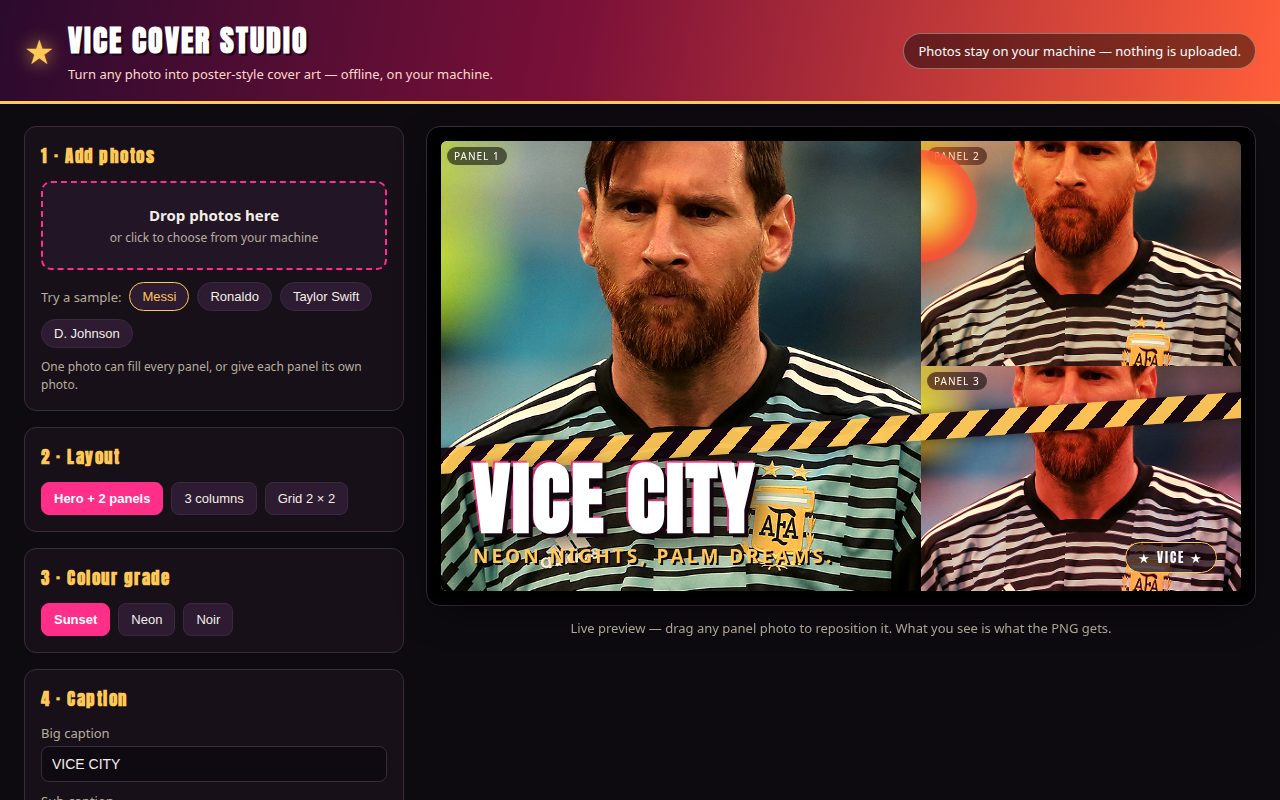 ★ VICE COVER STUDIO
Turn any photo into poster-style cover art — offline, on your machine.
Photos stay on your machine — nothing is uploaded.
1 · Add photos
Drop photos here
or click to choose from your machine
Try a sample: Messi Ronaldo Taylor Swift
D. Johnson
One photo can fill every panel, or give each panel its own
photo.
2 · Layout
Hero + 2 panels 3 columns Grid 2 × 2
3 · Colour grade
Sunset Neon Noir
4 · Caption
Big caption
VICE CITY
Sub-caption
PANEL 1
PANEL 2
AFA
PANEL 3
VICE CITY
AFA
NEON NIGHTS, PALM DREAMS.
★ VICE ★
AFA
Live preview — drag any panel photo to reposition it. What you see is what the PNG gets.